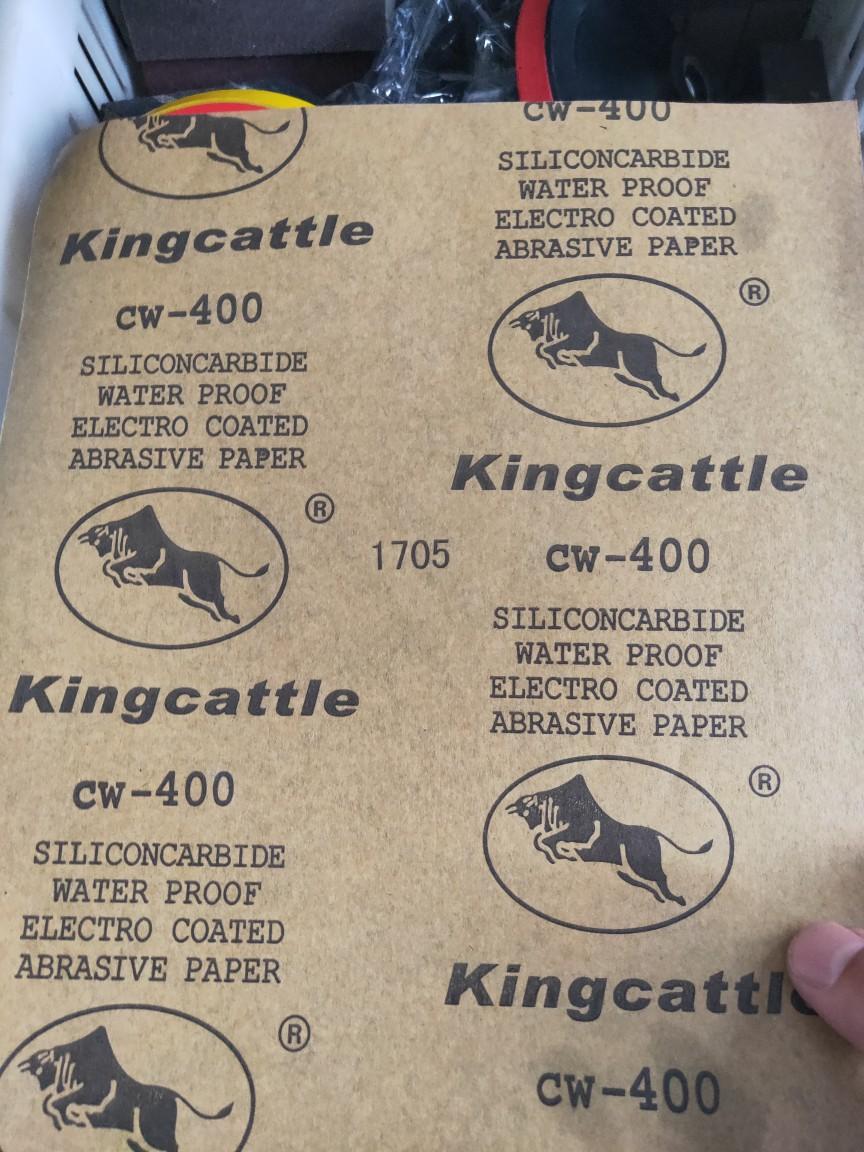 Kingcattle
cw-400
SILICONCARBIDE
WATER PROOF
ELECTRO COATED
ABRASIVE PAPER
®
Kingcattle
cw-400
SILICONCARBIDE
WATER PROOF
ELECTRO COATED
ABRASIVE PAPER
®
1705
cw-400
SILICONCARBIDE
WATER PROOF
ELECTRO COATED
ABRASIVE PAPER
®
Kingcattle
cw-400
SILICONCARBIDE
WATER PROOF
ELECTRO COATED
ABRASIVE PAPER
®
Kingcattle
cw-400